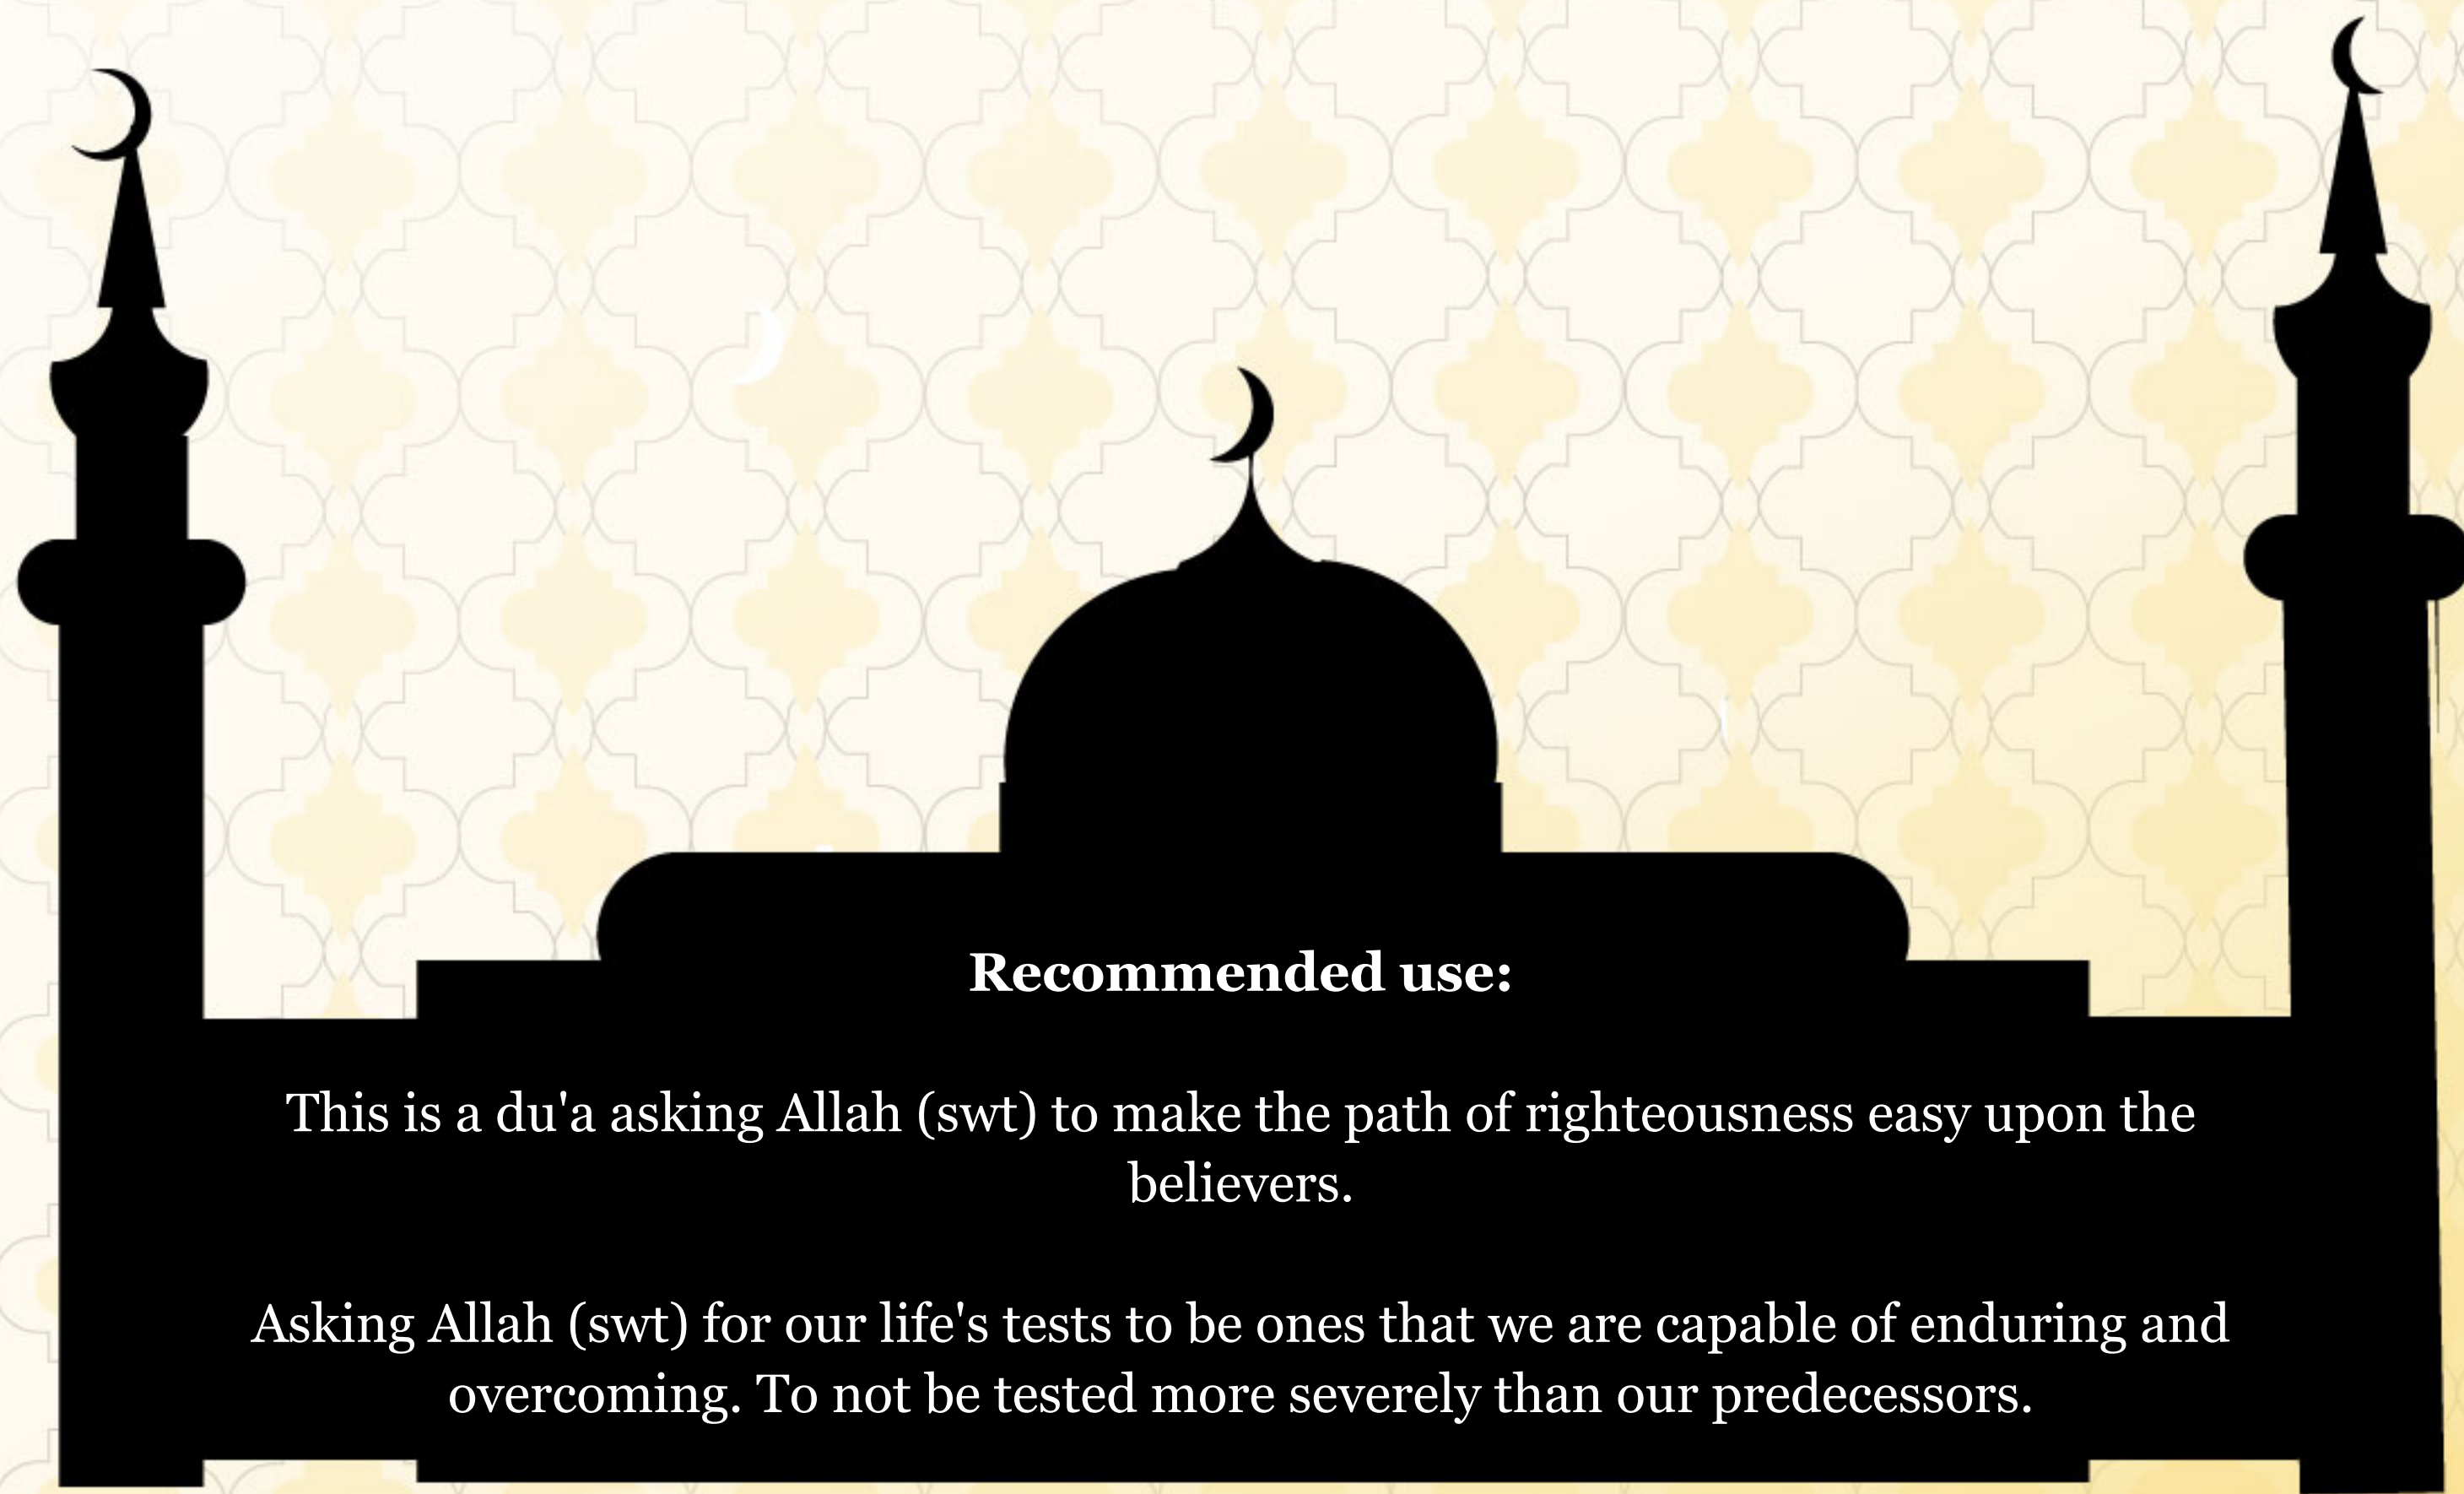 Recommended use:
This is a du'a asking Allah (swt) to make the path of righteousness easy upon the
believers.
Asking Allah (swt) for our life's tests to be ones that we are capable of enduring and
overcoming. To not be tested more severely than our predecessors.